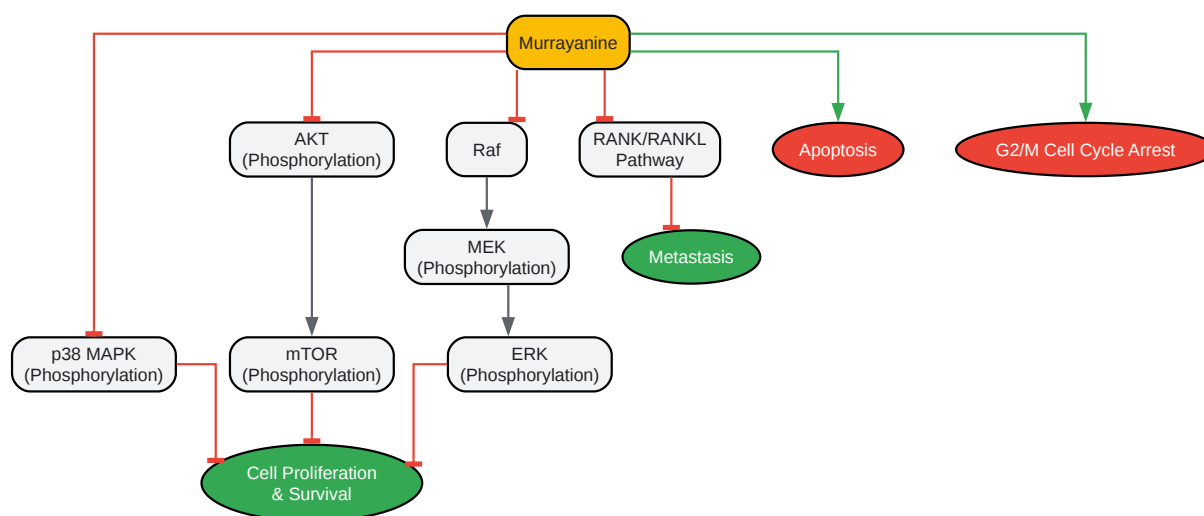 Murrayanine
AKT
(Phosphorylation)
Raf
RANK/RANKL
Pathway
Apoptosis
G2/M Cell Cycle Arrest
MEK
(Phosphorylation)
Metastasis
p38 MAPK
(Phosphorylation)
mTOR
(Phosphorylation)
ERK
(Phosphorylation)
Cell Proliferation
& Survival